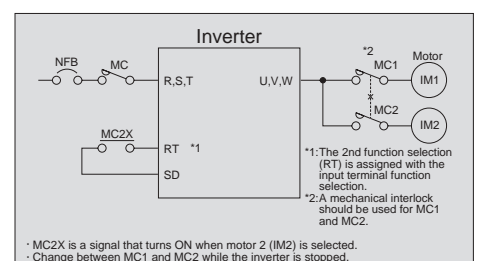 Inverter
NFB
MC
R,S,T
U,V,W
*2
MC1
Motor
IM1
MC2
IM2
MC2X
RT *1
SD
*1:The 2nd function selection
(RT) is assigned with the
input terminal function
selection.
*2:A mechanical interlock
should be used for MC1
and MC2.
· MC2X is a signal that turns ON when motor 2 (IM2) is selected.
· Change between MC1 and MC2 while the inverter is stopped.